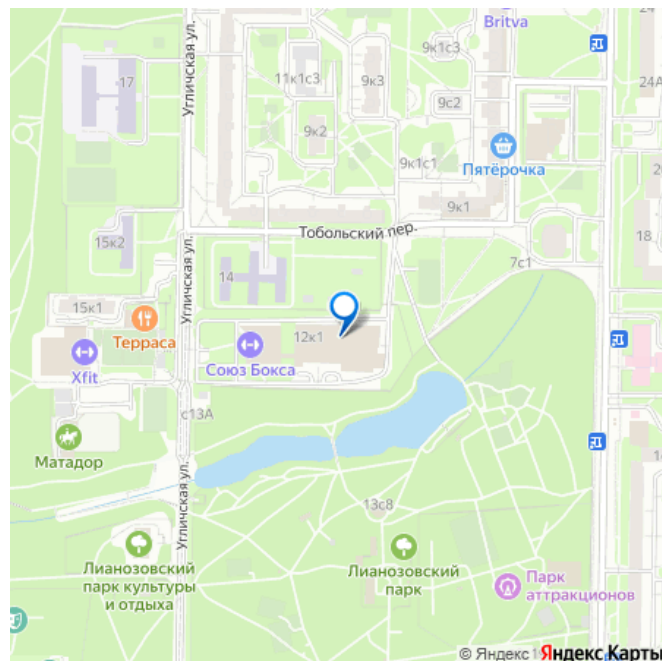 Britva
9к1с3
17
Угличская ул.
11к1с3
9к3
24А
9с2
9к2
9к1с1
Пятёрочка
9к1
Тобольский пер.
18
15к2
Угличская ул.
7с1
14
15к1
Терраса
12к1
Союз Бокса
Xfit
с13А
Матадор
Угличская ул.
13с8
Лианозовский
парк культуры
и отдыха
Лианозовский
парк
Парк
аттракционов
© Яндекс
Яндекс Карты